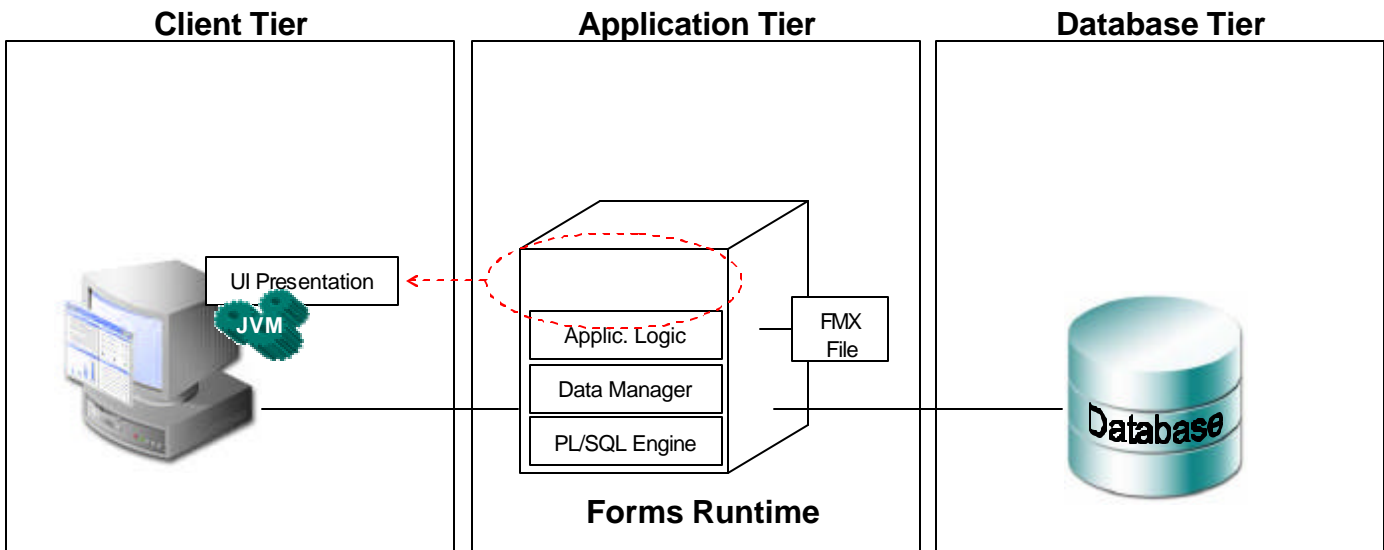 Client Tier
Application Tier
Database Tier
UI Presentation
JVM
Applic. Logic
Data Manager
PL/SQL Engine
FMX
File
Database
Forms Runtime